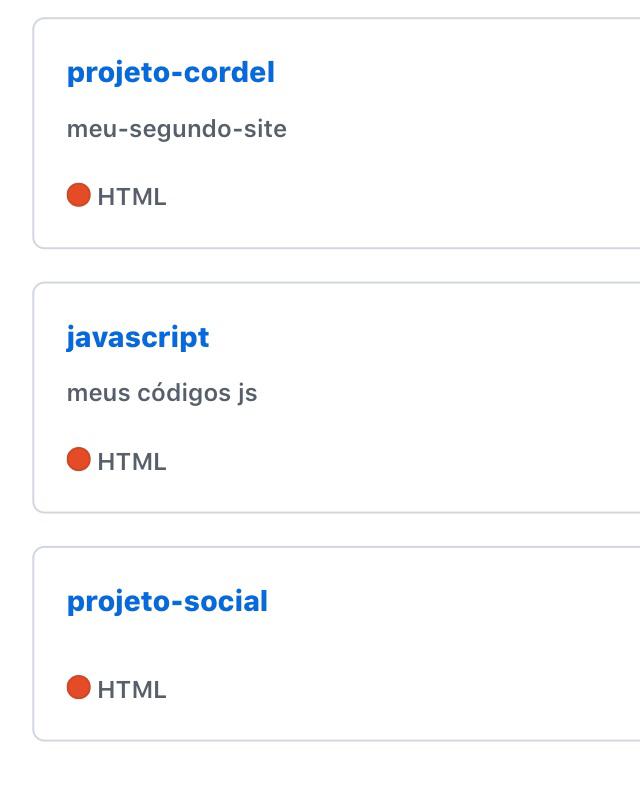 projeto-cordel
meu-segundo-site
HTML
javascript
meus códigos js
HTML
projeto-social
HTML